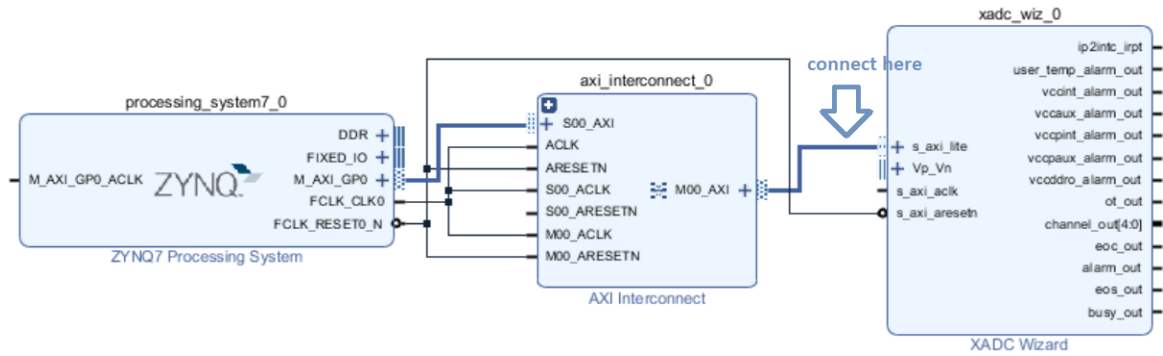 xadc_wiz_0
ip2intc_irpt
user_temp_alarm_out
vccint_alarm_out
vccaux_alarm_out
vccpint_alarm_out
vccpaux_alarm_out
vccddro_alarm_out
ot_out
channel_out[4:0]
eoc_out
alarm_out
eos_out
busy_out
s_axi_lite
Vp_Vn
s_axi_aclk
s_axi_aresetn
XADC Wizard
connect here
axi_interconnect_0
S00_AXI
ACLK
ARESETN
S00_ACLK
S00_ARESETN
M00_ACLK
M00_ARESETN
M00_AXI
AXI Interconnect
processing_system7_0
M_AXI_GP0_ACLK
ZYNQ
DDR
FIXED_IO
M_AXI_GP0
FCLK_CLK0
FCLK_RESET0_N
ZYNQ7 Processing System